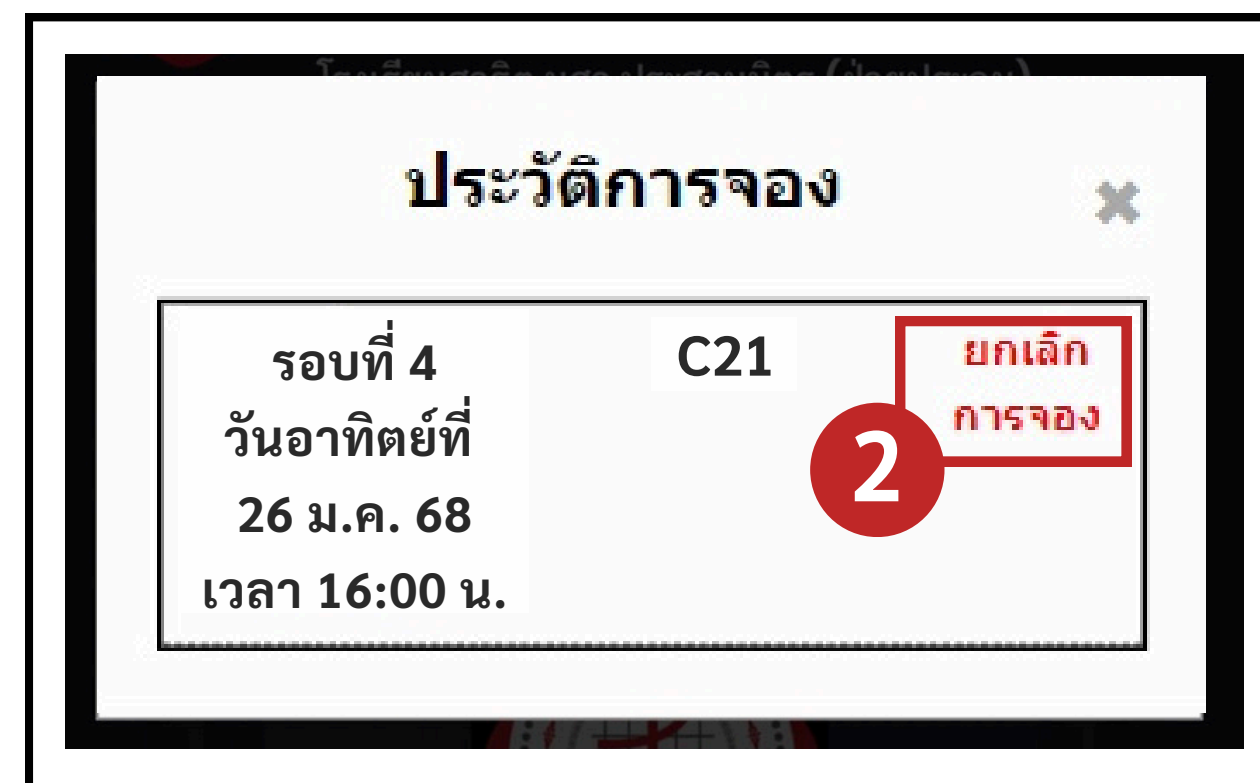 ประวัติการจอง
รอบที่ 4
วันอาทิตย์ที่
26 ม.ค. 68
เวลา 16:00 น.
C21
ยกเลิก
การจอง
2